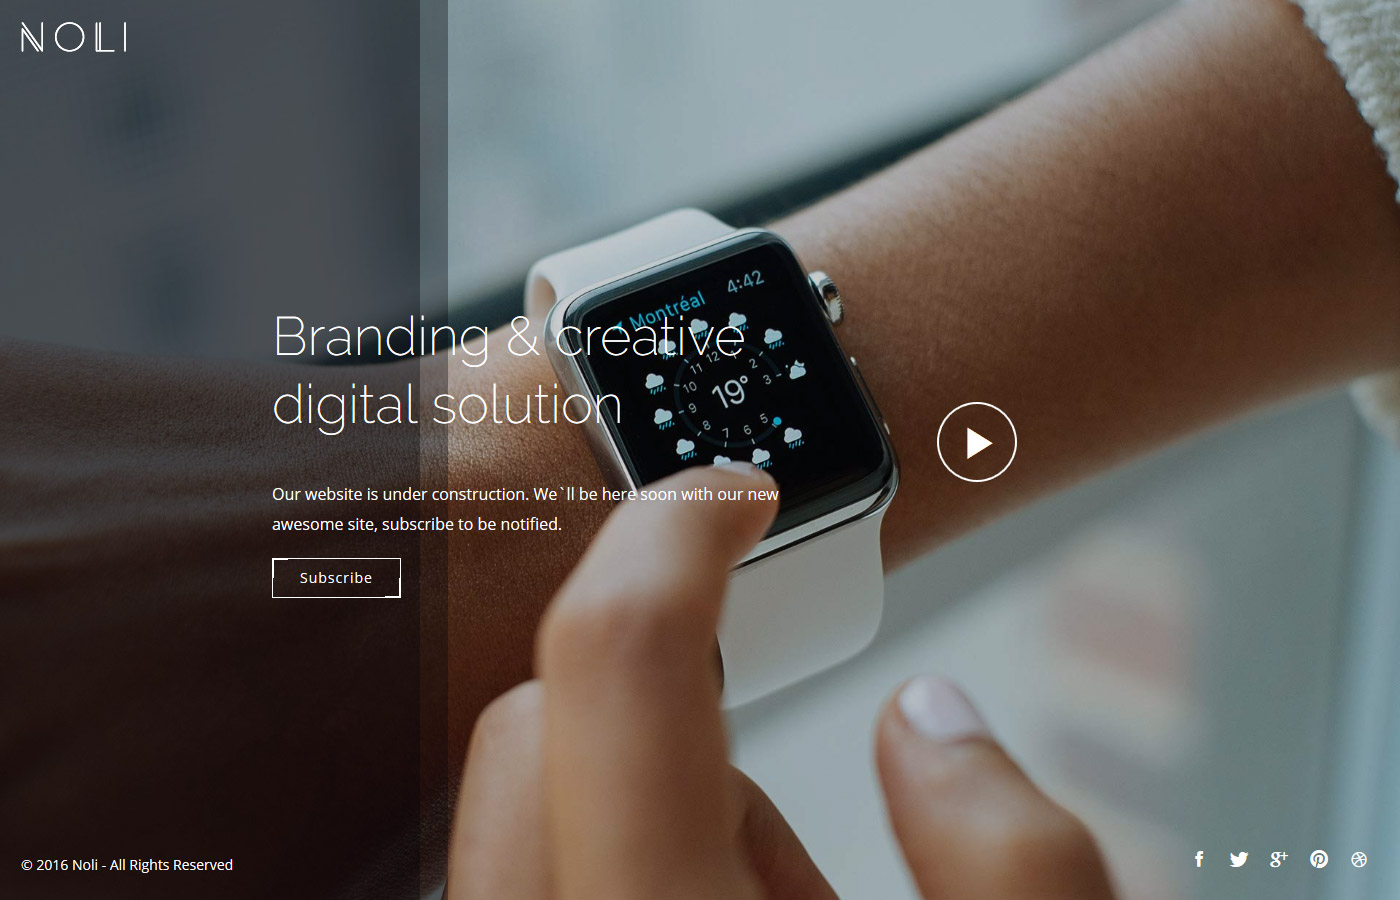 NOLI
4:42
Montréal
Branding & creative
digital solution
12
11
10
9
8
7
6
5
3
2
1
19°
Our website is under construction. We`ll be here soon with our new
awesome site, subscribe to be notified.
Subscribe
© 2016 Noli - All Rights Reserved
g+